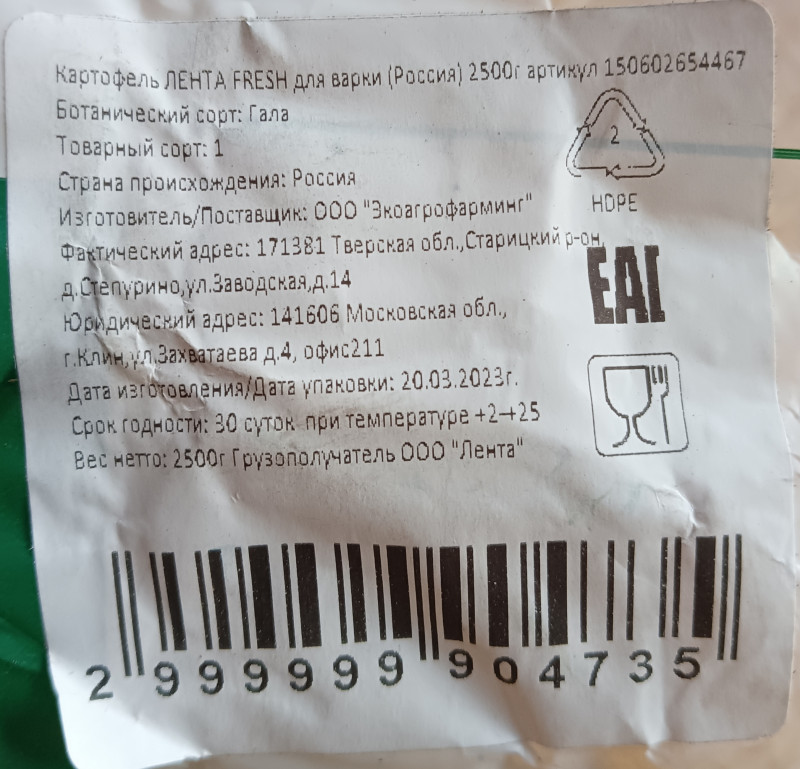 Картофель ЛЕНТА FRESH для варки (Россия) 2500г артикул 150602654467
Ботанический сорт: Гала
Товарный сорт: 1
Страна происхождения: Россия
Изготовитель/Поставщик: ООО "Экоагрофарминг"
Фактический адрес: 171381 Тверская обл.,Старицкий р-он,
д.Степурино,ул.Заводская,д.14
Юридический адрес: 141606 Московская обл.,
г.Клин,ул.Захватаева д.4, офис211
Дата изготовления/Дата упаковки: 20.03.2023г.
Срок годности: 30 суток при температуре +2-+25
Вес нетто: 2500г Грузополучатель ООО "Лента"
2
HDPE
EAC
2 999999 904735